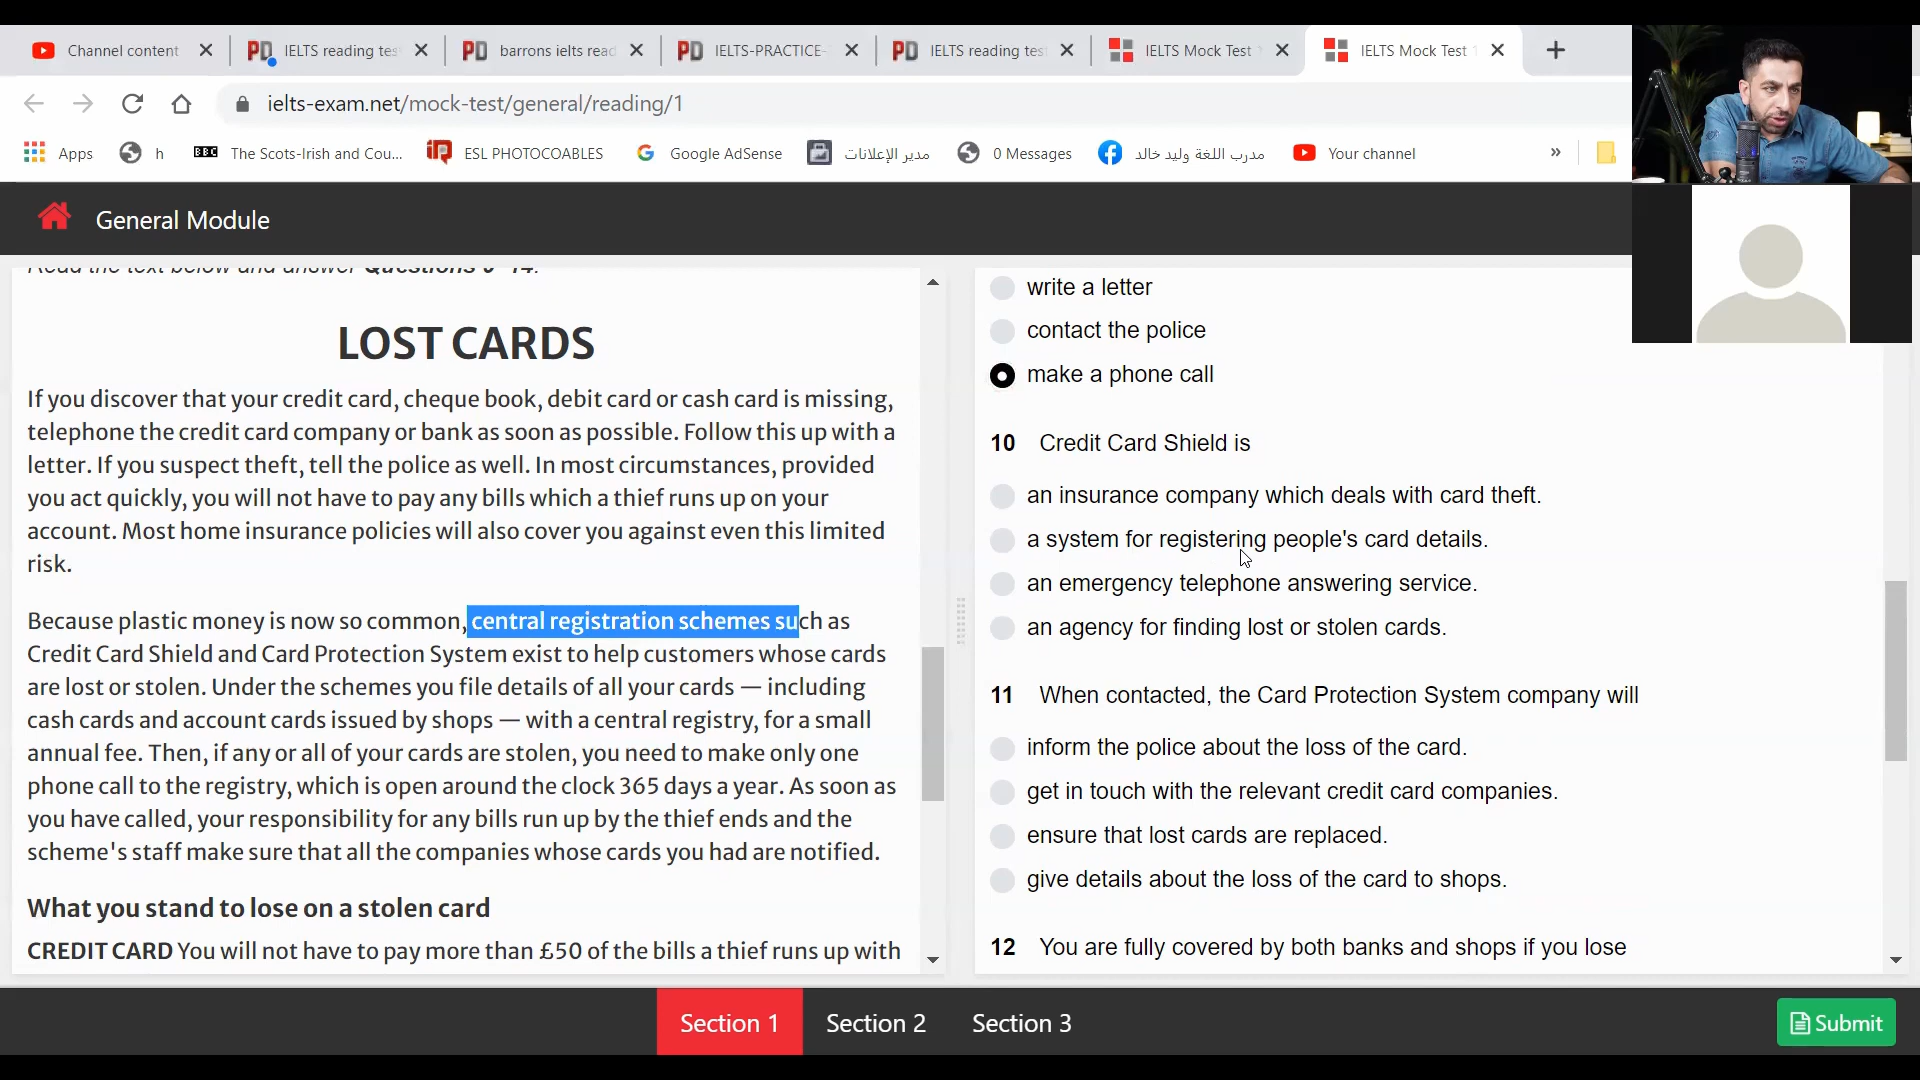 Channel content
IELTS reading tes
barrons ielts read
IELTS-PRACTICE-
IELTS reading tes
IELTS Mock Test 1
IELTS Mock Test 1
ielts-exam.net/mock-test/general/reading/1
Apps
h
BBC
The Scots-Irish and Cou...
ESL PHOTOCOABLES
Google AdSense
مدير الإعلانات
0 Messages
مدرب اللغة وليد خالد
Your channel
»
General Module
Read the text below and answer Questions 9-14.
LOST CARDS
If you discover that your credit card, cheque book, debit card or cash card is missing,
telephone the credit card company or bank as soon as possible. Follow this up with a
letter. If you suspect theft, tell the police as well. In most circumstances, provided
you act quickly, you will not have to pay any bills which a thief runs up on your
account. Most home insurance policies will also cover you against even this limited
risk.
Because plastic money is now so common, central registration schemes such as
Credit Card Shield and Card Protection System exist to help customers whose cards
are lost or stolen. Under the schemes you file details of all your cards — including
cash cards and account cards issued by shops — with a central registry, for a small
annual fee. Then, if any or all of your cards are stolen, you need to make only one
phone call to the registry, which is open around the clock 365 days a year. As soon as
you have called, your responsibility for any bills run up by the thief ends and the
scheme's staff make sure that all the companies whose cards you had are notified.
What you stand to lose on a stolen card
CREDIT CARD You will not have to pay more than £50 of the bills a thief runs up with
write a letter
contact the police
make a phone call
10 Credit Card Shield is
an insurance company which deals with card theft.
a system for registering people's card details.
an emergency telephone answering service.
an agency for finding lost or stolen cards.
11 When contacted, the Card Protection System company will
inform the police about the loss of the card.
get in touch with the relevant credit card companies.
ensure that lost cards are replaced.
give details about the loss of the card to shops.
12 You are fully covered by both banks and shops if you lose
Section 1
Section 2
Section 3
Submit